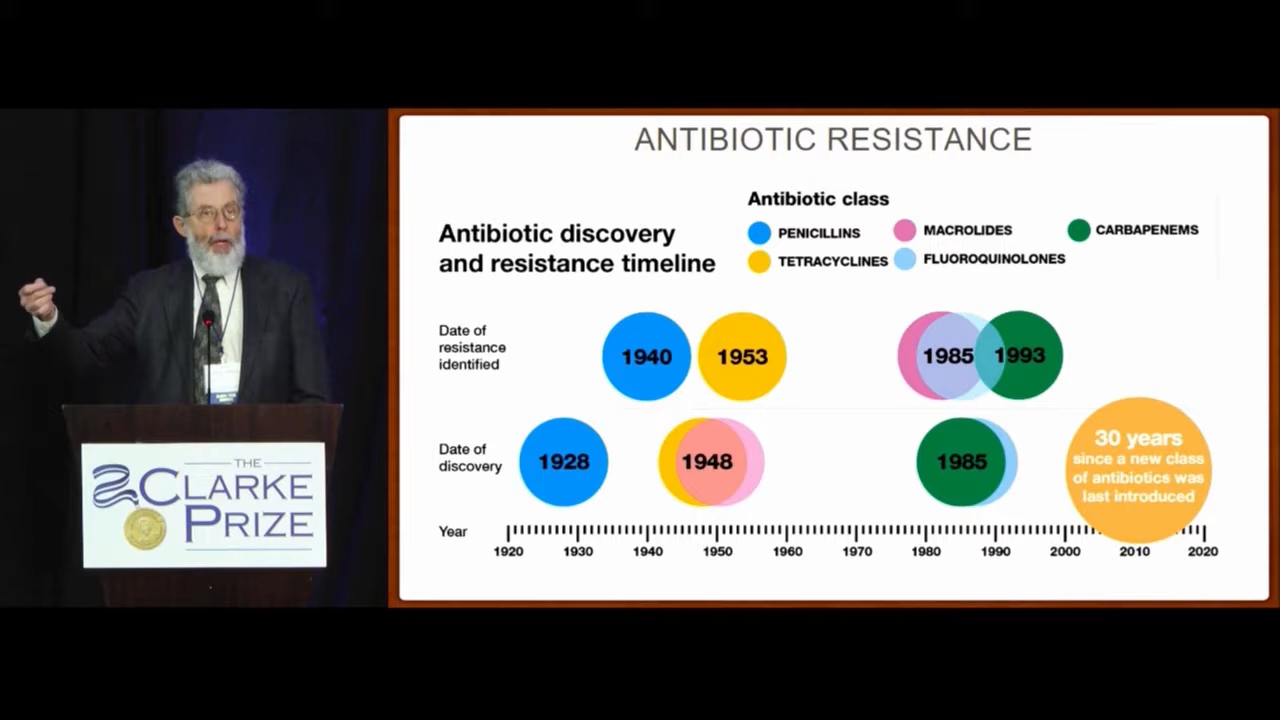 THE
CLARKE
PRIZE
ANTIBIOTIC RESISTANCE
Antibiotic discovery
and resistance timeline
Antibiotic class
PENICILLINS
MACROLIDES
CARBAPENEMS
TETRACYCLINES
FLUOROQUINOLONES
Date of
resistance
identified
1940
1953
1985
1993
Date of
discovery
1928
1948
1985
30 years
since a new class
of antibiotics was
last introduced
Year
1920 1930 1940 1950 1960 1970 1980 1990 2000 2010 2020